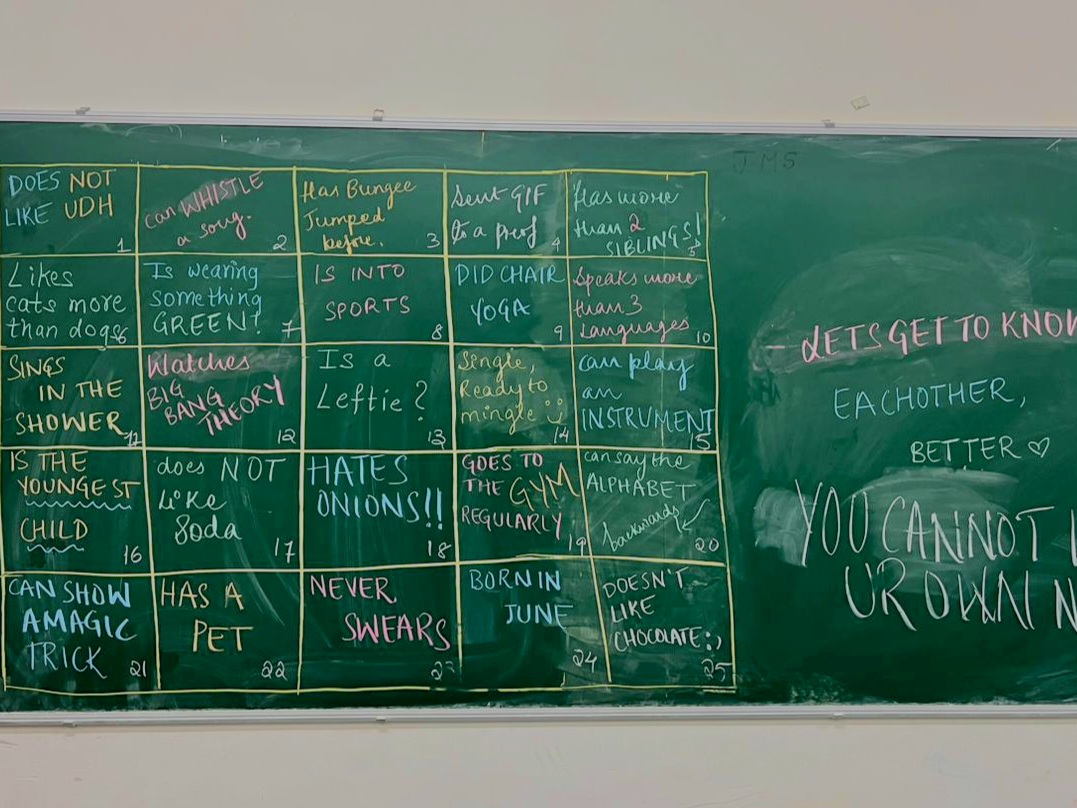 JMS
DOES NOT
LIKE UDH
1
Can WHISTLE
a song.
2
Has Bungee
Jumped
before.
3
Sent GIF
to a prof
4
Has more
than 2
SIBLINGS!
5
Likes
cats more
than dogs
6
Is wearing
something
GREEN!
7
IS INTO
SPORTS
8
DID CHAIR
YOGA
9
Speaks more
than 3
Languages
10
SINGS
IN THE
SHOWER
11
Watches
BIG
BANG
THEORY
12
Is a
Leftie?
13
Single,
Ready to
mingle :)
14
can play
an
INSTRUMENT
15
IS THE
YOUNGEST
CHILD
16
does NOT
Like
Soda
17
HATES
ONIONS!!
18
GOES TO
THE GYM
REGULARLY
19
can say the
ALPHABET
backwards
20
CAN SHOW
A MAGIC
TRICK
21
HAS A
PET
22
NEVER
SWEARS
23
BORN IN
JUNE
24
DOESN'T
LIKE
CHOCOLATE:,)
25
- LETS GET TO KNOW
EACHOTHER,
BETTER ♡
YOU CANNOT
UR OWN